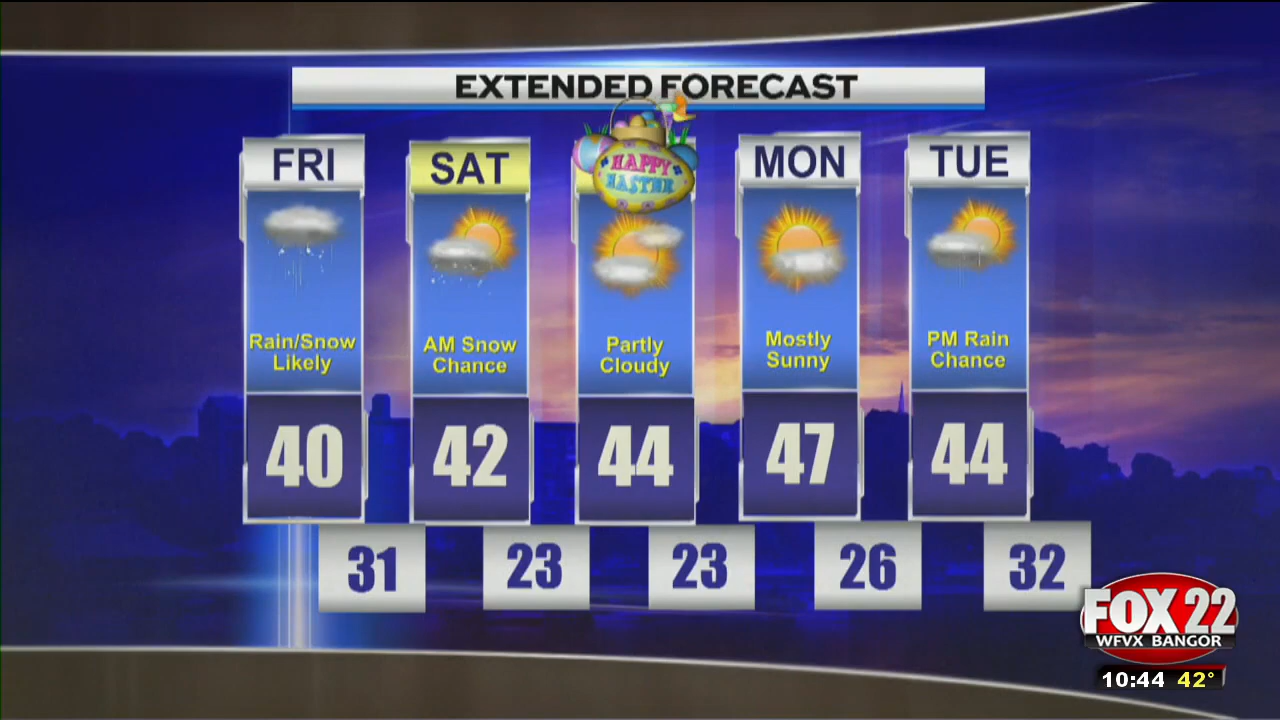 EXTENDED FORECAST
FRI
SAT
HAPPY
EASTER
MON
TUE
Rain/Snow
Likely
AM Snow
Chance
Partly
Cloudy
Mostly
Sunny
PM Rain
Chance
40
42
44
47
44
31
23
23
26
32
FOX 22
WFVX BANGOR
10:44 42°